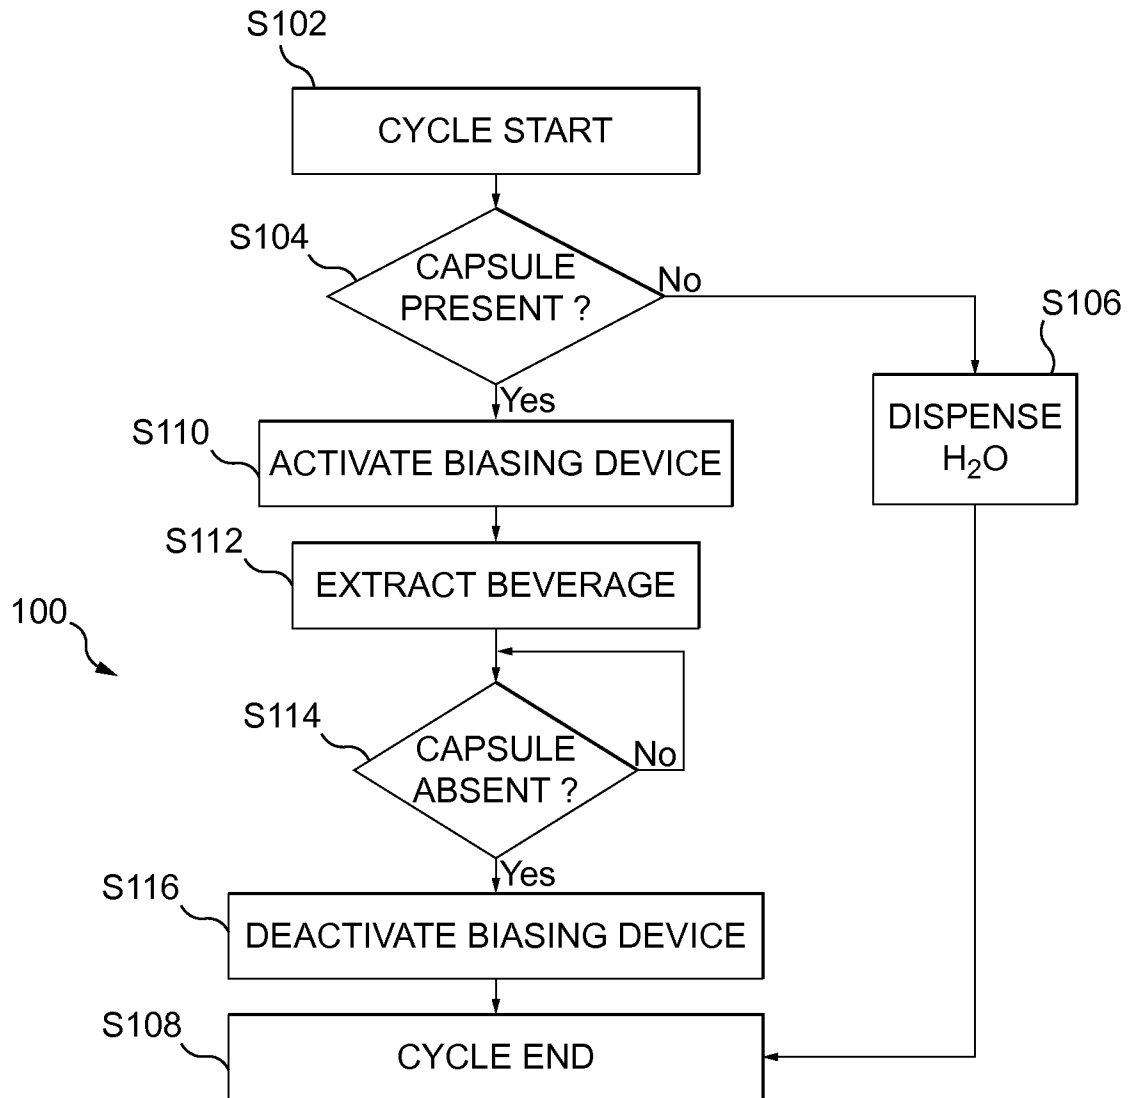 S102
CYCLE START
S104
CAPSULE
PRESENT ?
No
S106
Yes
DISPENSE
H₂O
S110
ACTIVATE BIASING DEVICE
S112
EXTRACT BEVERAGE
100
S114
CAPSULE
ABSENT ?
No
Yes
S116
DEACTIVATE BIASING DEVICE
S108
CYCLE END